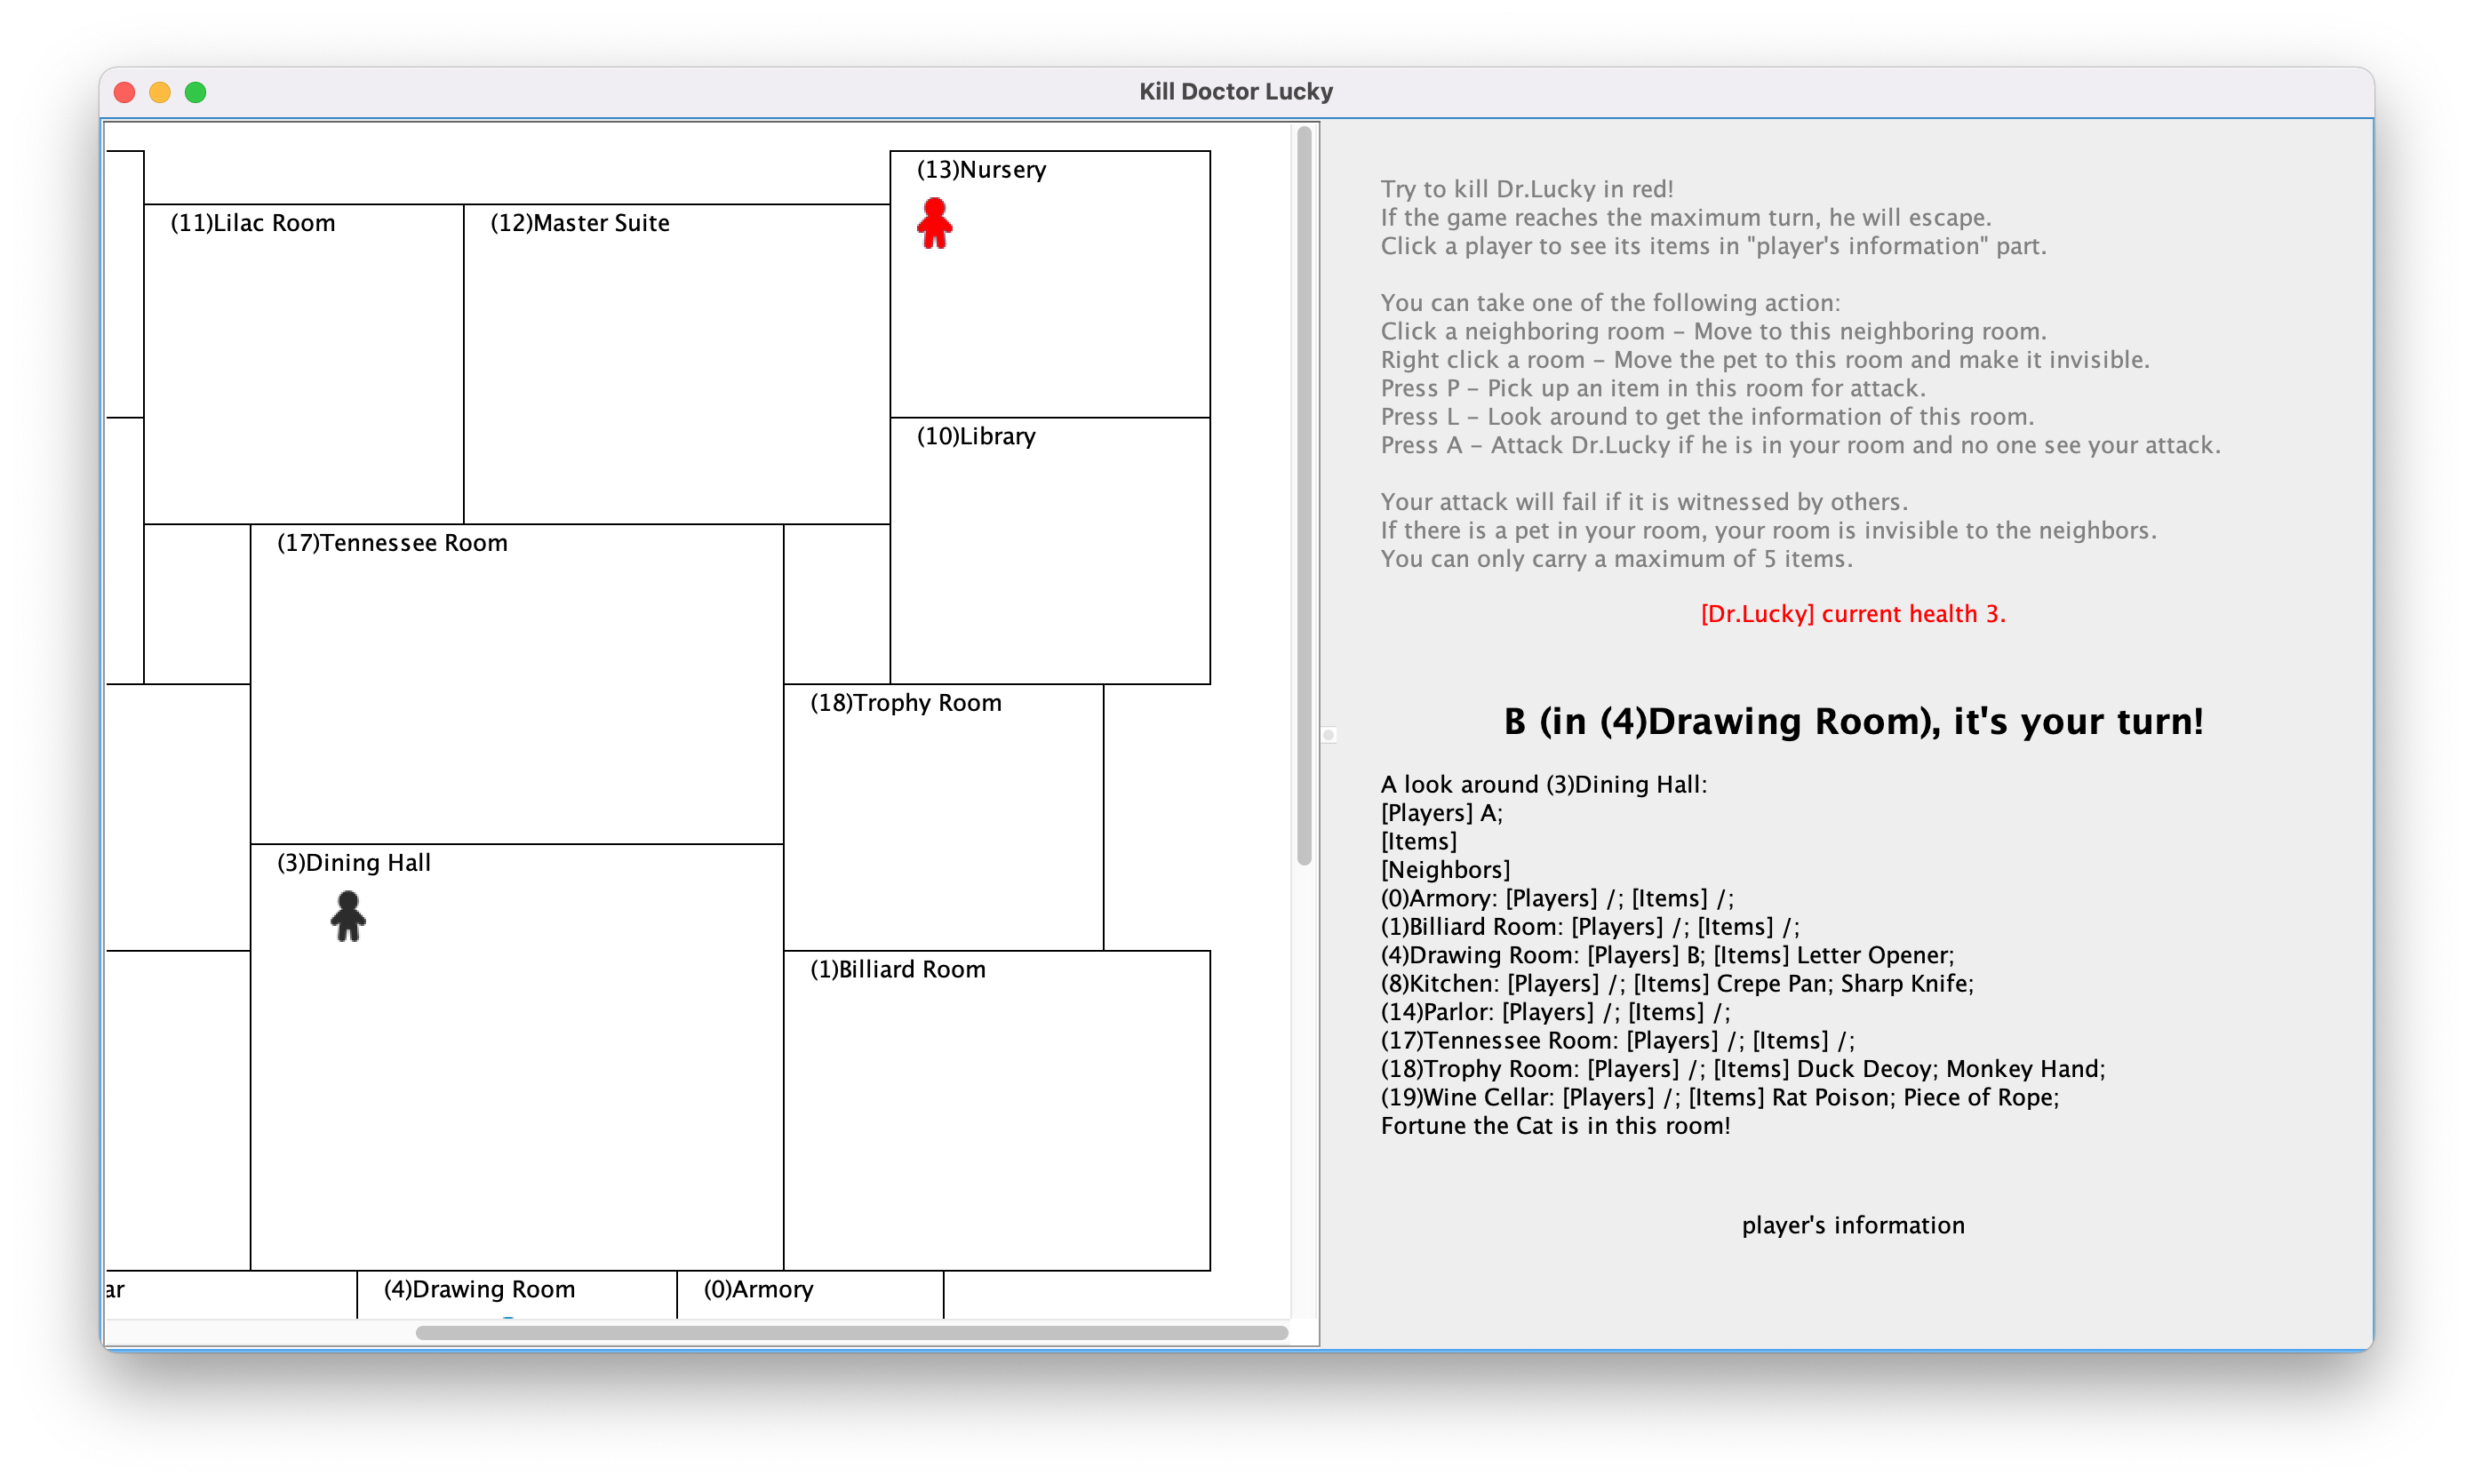 Kill Doctor Lucky
(13)Nursery
(11)Lilac Room
(12)Master Suite
(10)Library
(17)Tennessee Room
(18)Trophy Room
(3)Dining Hall
(1)Billiard Room
ar
(4)Drawing Room
(0)Armory
Try to kill Dr.Lucky in red!
If the game reaches the maximum turn, he will escape.
Click a player to see its items in "player's information" part.
You can take one of the following action:
Click a neighboring room – Move to this neighboring room.
Right click a room – Move the pet to this room and make it invisible.
Press P – Pick up an item in this room for attack.
Press L – Look around to get the information of this room.
Press A – Attack Dr.Lucky if he is in your room and no one see your attack.
Your attack will fail if it is witnessed by others.
If there is a pet in your room, your room is invisible to the neighbors.
You can only carry a maximum of 5 items.
[Dr.Lucky] current health 3.
B (in (4)Drawing Room), it's your turn!
A look around (3)Dining Hall:
[Players] A;
[Items]
[Neighbors]
(0)Armory: [Players] /; [Items] /;
(1)Billiard Room: [Players] /; [Items] /;
(4)Drawing Room: [Players] B; [Items] Letter Opener;
(8)Kitchen: [Players] /; [Items] Crepe Pan; Sharp Knife;
(14)Parlor: [Players] /; [Items] /;
(17)Tennessee Room: [Players] /; [Items] /;
(18)Trophy Room: [Players] /; [Items] Duck Decoy; Monkey Hand;
(19)Wine Cellar: [Players] /; [Items] Rat Poison; Piece of Rope;
Fortune the Cat is in this room!
player's information